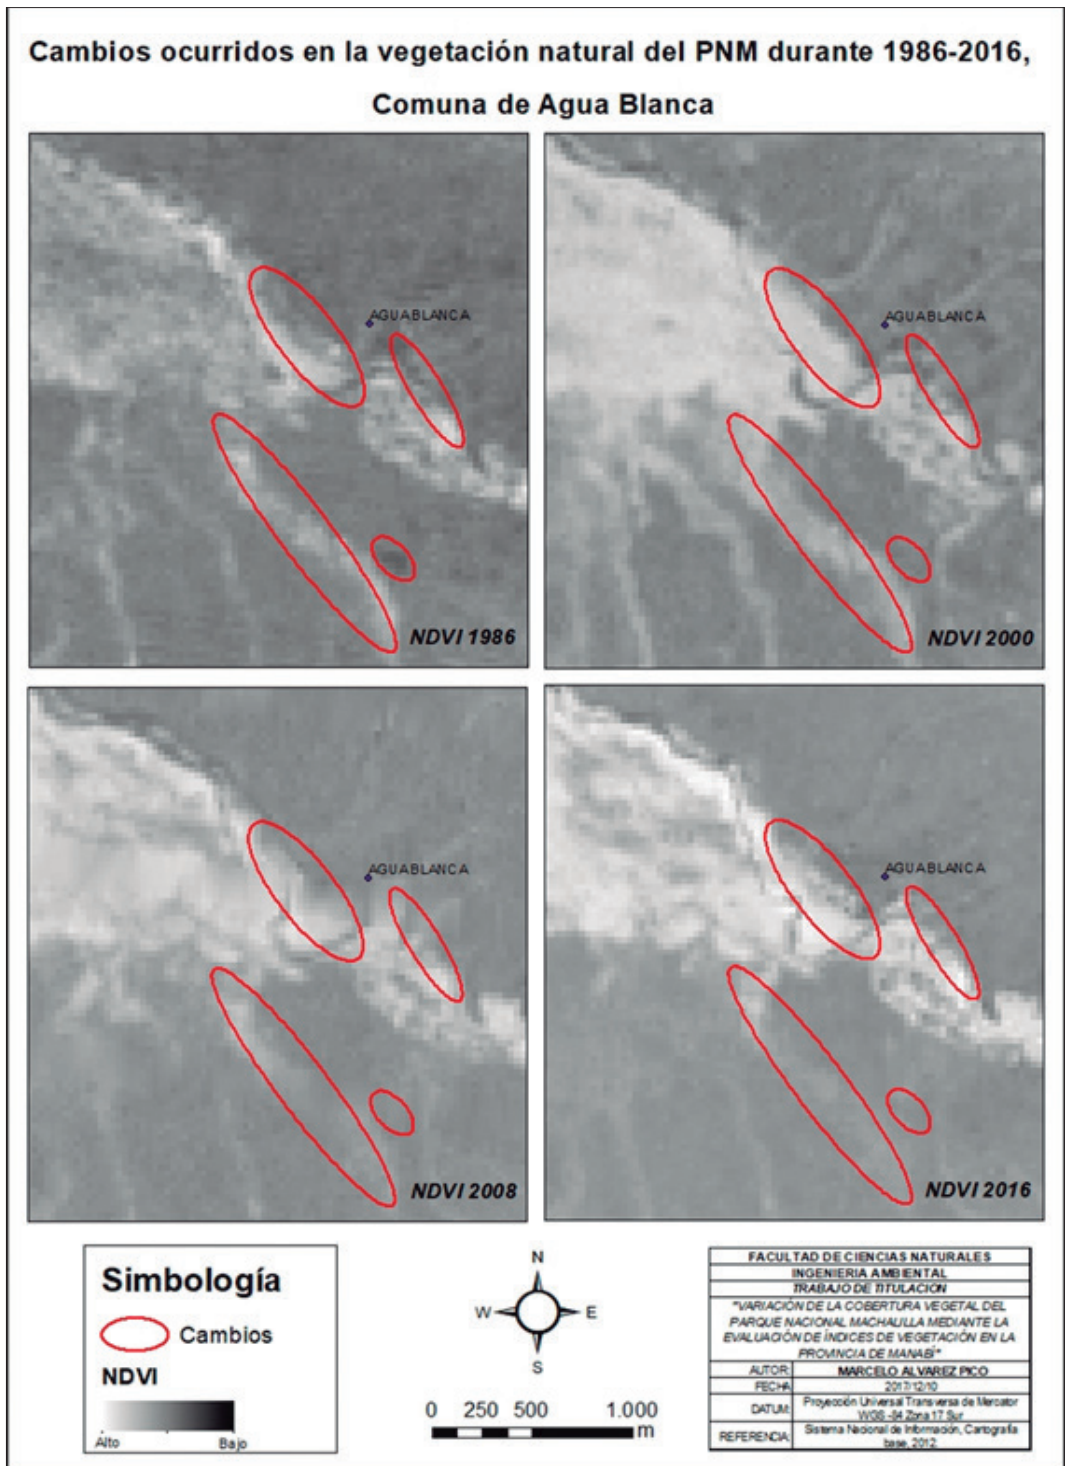 Cambios ocurridos en la vegetación natural del PNM durante 1986-2016,
Comuna de Agua Blanca
AGUABLANCA
NDVI 1986
AGUABLANCA
NDVI 2000
AGUABLANCA
NDVI 2008
AGUABLANCA
NDVI 2016
Simbología
Cambios
NDVI
Alto
Bajo
N
W
E
S
0 250 500 1.000
m
FACULTAD DE CIENCIAS NATURALES
INGENIERIA AMBIENTAL
TRABAJO DE TITULACION
"VARIACIÓN DE LA COBERTURA VEGETAL DEL
PARQUE NACIONAL MACHALILLA MEDIANTE LA
EVALUACIÓN DE ÍNDICES DE VEGETACIÓN EN LA
PROVINCIA DE MANABÍ"
AUTOR: MARCELO ALVAREZ PICO
FECHA 2017/12/10
DATUM: Proyección Universal Transversa de Mercator
WGS -84 Zona 17 Sur
REFERENCIA: Sistema Nacional de Información, Cartografía
base, 2012.